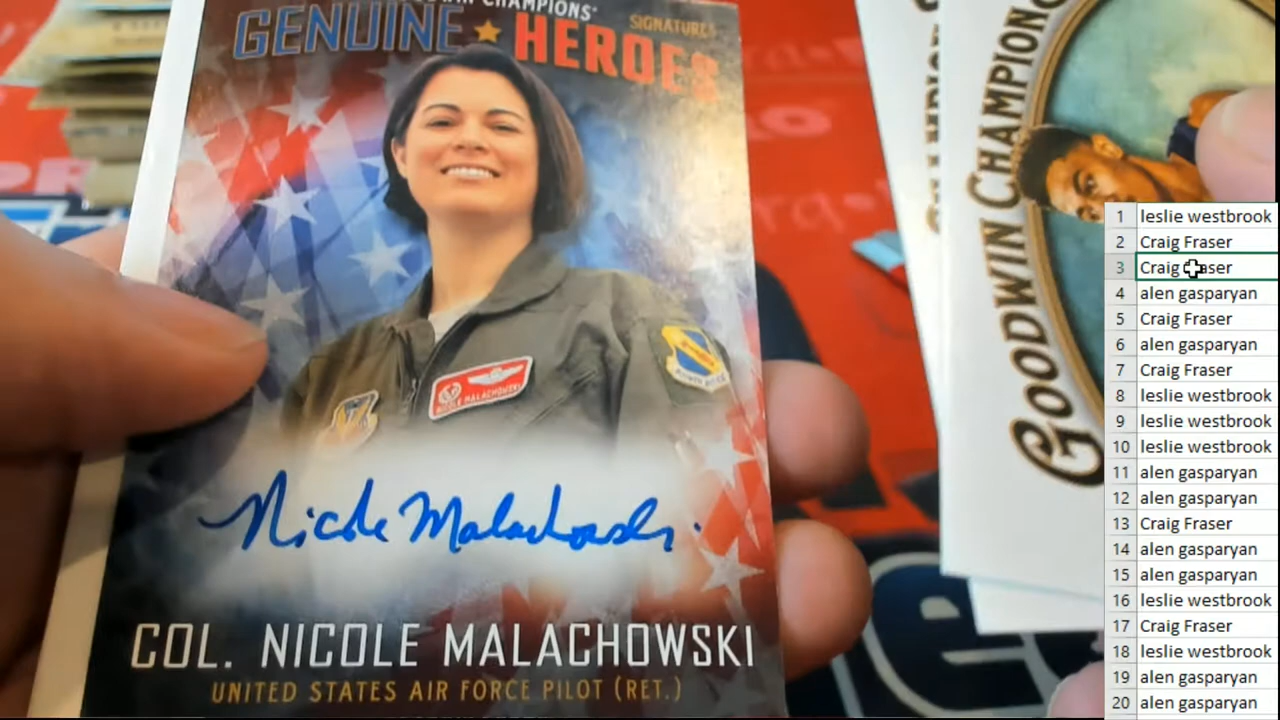 CHAMPIONS
GENUINE ★ HEROES
SIGNATURES
NICOLE MALACHOWSKI
Nicole Malachowski
COL. NICOLE MALACHOWSKI
UNITED STATES AIR FORCE PILOT (RET.)
GOODWIN CHAMPIONS
1 leslie westbrook
2 Craig Fraser
3 Craig Fraser
4 alen gasparyan
5 Craig Fraser
6 alen gasparyan
7 Craig Fraser
8 leslie westbrook
9 leslie westbrook
10 leslie westbrook
11 alen gasparyan
12 alen gasparyan
13 Craig Fraser
14 alen gasparyan
15 alen gasparyan
16 leslie westbrook
17 Craig Fraser
18 leslie westbrook
19 alen gasparyan
20 alen gasparyan